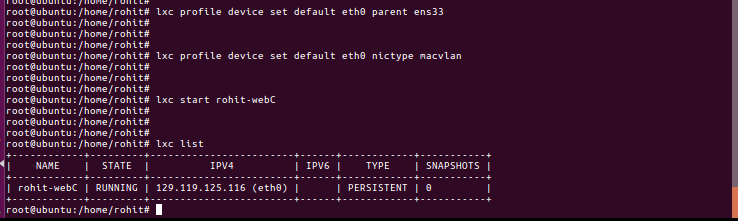 root@ubuntu:/home/rohit#
root@ubuntu:/home/rohit# lxc profile device set default eth0 parent ens33
root@ubuntu:/home/rohit#
root@ubuntu:/home/rohit#
root@ubuntu:/home/rohit#
root@ubuntu:/home/rohit# lxc profile device set default eth0 nictype macvlan
root@ubuntu:/home/rohit#
root@ubuntu:/home/rohit#
root@ubuntu:/home/rohit#
root@ubuntu:/home/rohit# lxc start rohit-webC
root@ubuntu:/home/rohit#
root@ubuntu:/home/rohit#
root@ubuntu:/home/rohit#
root@ubuntu:/home/rohit# lxc list
+------------+---------+------------------------+------+------------+-----------+
| NAME | STATE | IPV4 | IPV6 | TYPE | SNAPSHOTS |
+------------+---------+------------------------+------+------------+-----------+
| rohit-webC | RUNNING | 129.119.125.116 (eth0) | | PERSISTENT | 0 |
+------------+---------+------------------------+------+------------+-----------+
root@ubuntu:/home/rohit#